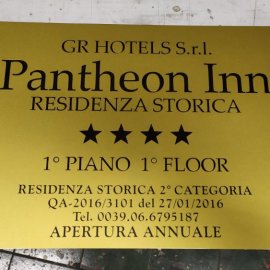 GR HOTELS S.r.l.
Pantheon Inn
RESIDENZA STORICA
★★★★
1° PIANO 1° FLOOR
RESIDENZA STORICA 2° CATEGORIA
QA-2016/3101 del 27/01/2016
Tel. 0039.06.6795187
APERTURA ANNUALE